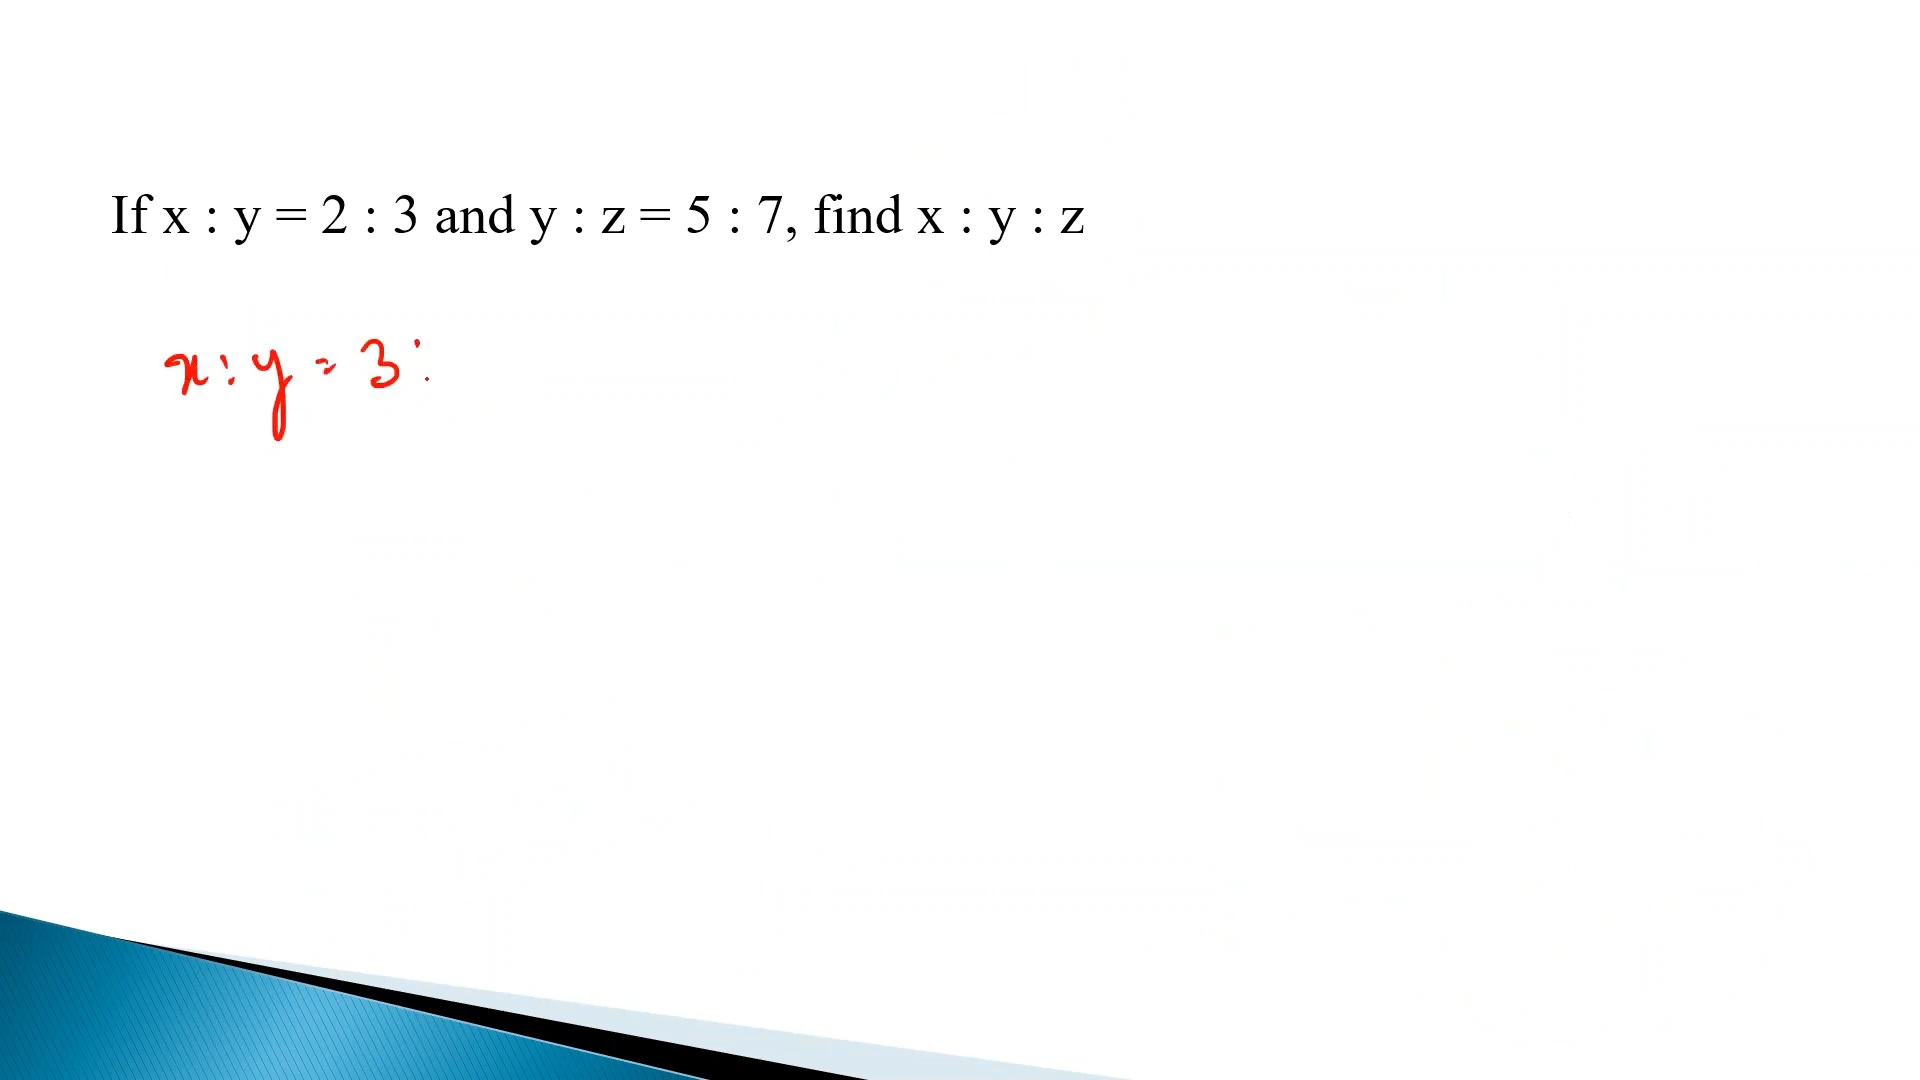 If x : y = 2 : 3 and y : z = 5 : 7, find x : y : z
x : y = 3 :